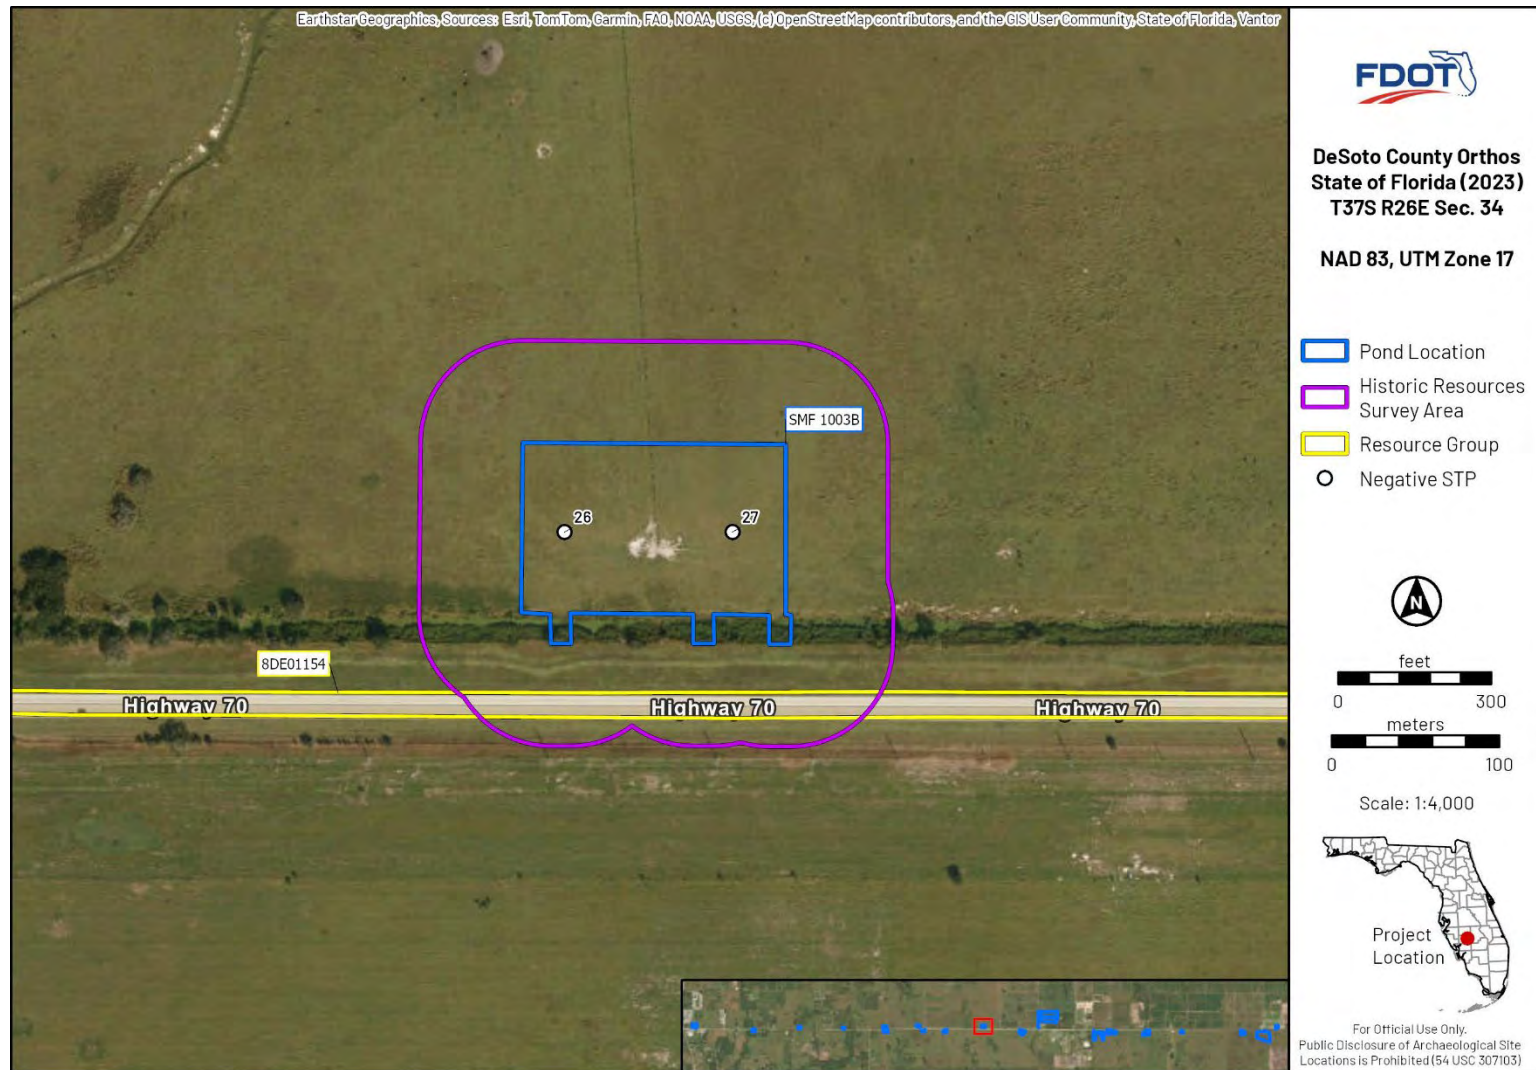 Earthstar Geographics, Sources: Esri, TomTom, Garmin, FAO, NOAA, USGS, (c) OpenStreetMap contributors, and the GIS User Community, State of Florida, Vantor
SMF 1003B
26
27
8DE01154
Highway 70
Highway 70
Highway 70
FDOT
DeSoto County Orthos
State of Florida (2023)
T37S R26E Sec. 34
NAD 83, UTM Zone 17
Pond Location
Historic Resources
Survey Area
Resource Group
Negative STP
N
feet
0 300
meters
0 100
Scale: 1:4,000
Project
Location
For Official Use Only.
Public Disclosure of Archaeological Site
Locations is Prohibited (54 USC 307103)